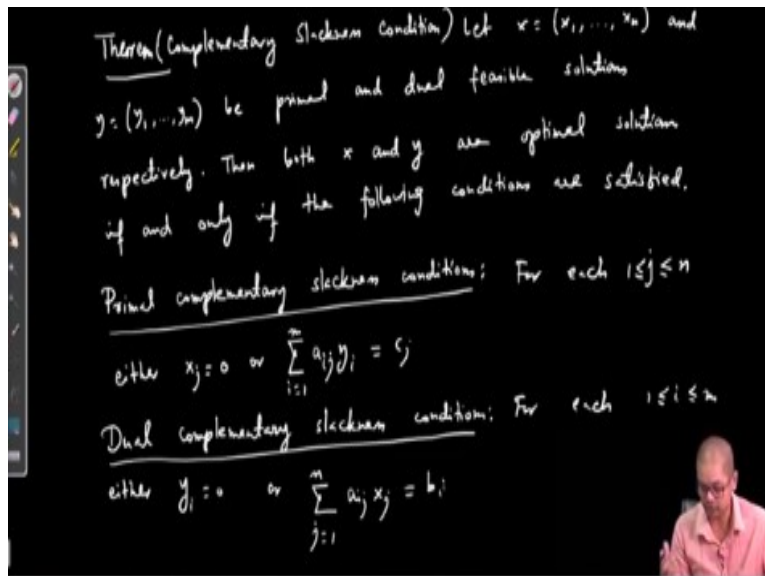 Theorem (Complementary Slackness Condition) Let x = (x₁, ..., xₙ) and
y = (y₁, ..., yₘ) be primal and dual feasible solutions
respectively. Then both x and y are optimal solutions
if and only if the following conditions are satisfied.
Primal complementary slackness conditions: For each 1 ≤ j ≤ n
either xⱼ = 0 or ∑_{i=1}^{m} aᵢⱼ yᵢ = cⱼ
Dual complementary slackness conditions: For each 1 ≤ i ≤ m
either yᵢ = 0 or ∑_{j=1}^{n} aᵢⱼ xⱼ = bᵢ